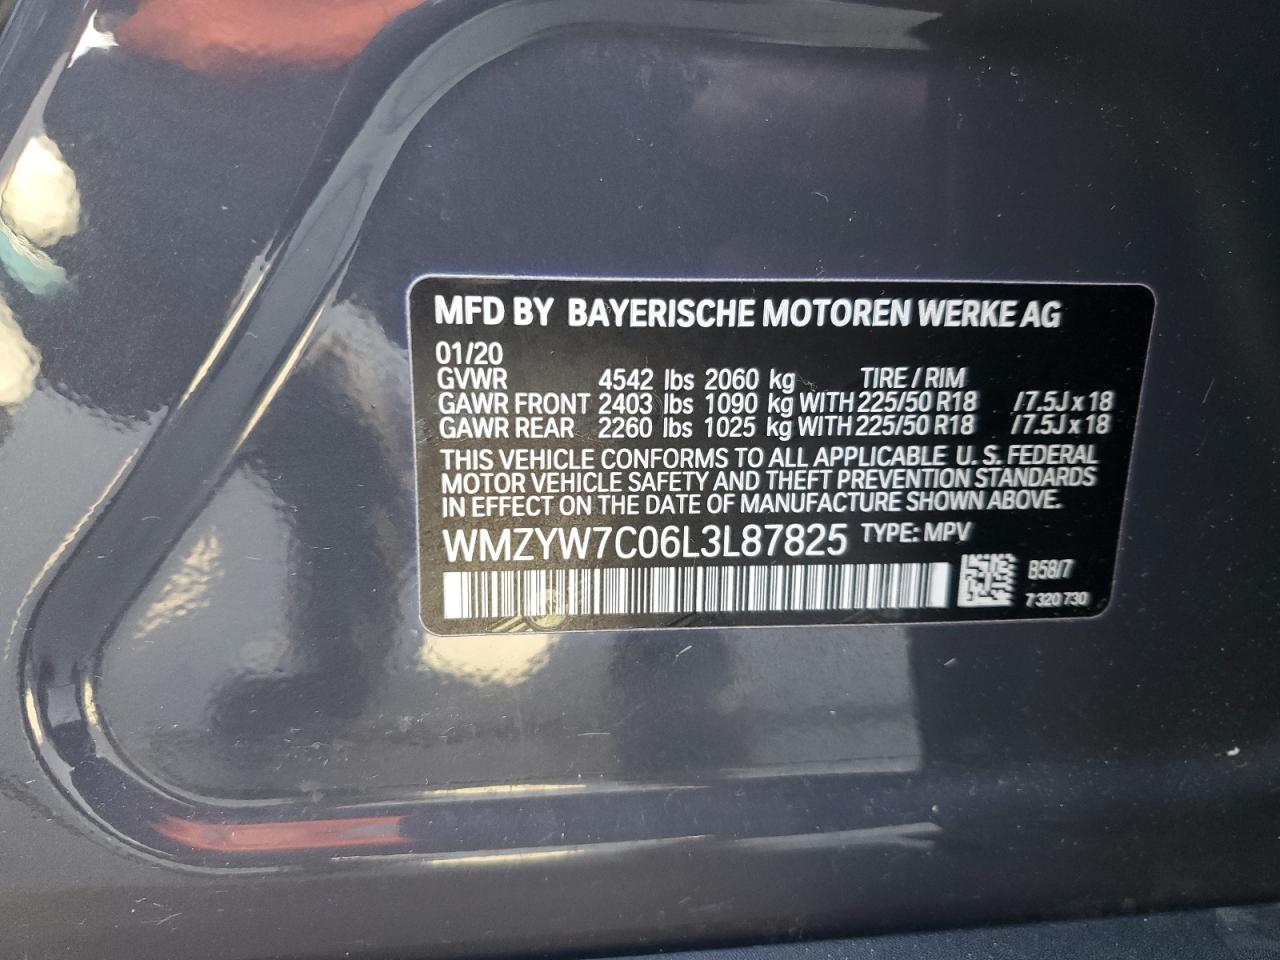 MFD BY BAYERISCHE MOTOREN WERKE AG
01/20
GVWR 4542 lbs 2060 kg TIRE / RIM
GAWR FRONT 2403 lbs 1090 kg WITH 225/50 R18 /7.5J x 18
GAWR REAR 2260 lbs 1025 kg WITH 225/50 R18 /7.5J x 18
THIS VEHICLE CONFORMS TO ALL APPLICABLE U.S. FEDERAL
MOTOR VEHICLE SAFETY AND THEFT PREVENTION STANDARDS
IN EFFECT ON THE DATE OF MANUFACTURE SHOWN ABOVE.
WMZYW7C06L3L87825 TYPE: MPV
B58/7
7 320 730